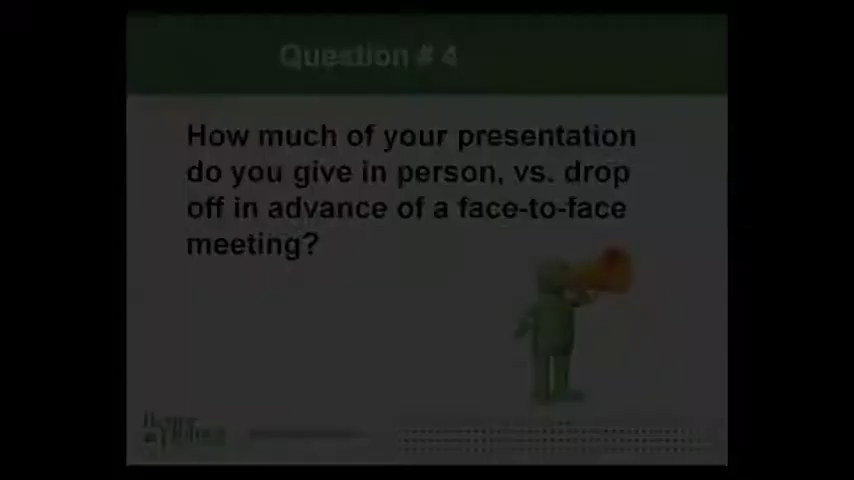 Question # 4
How much of your presentation
do you give in person, vs. drop
off in advance of a face-to-face
meeting?